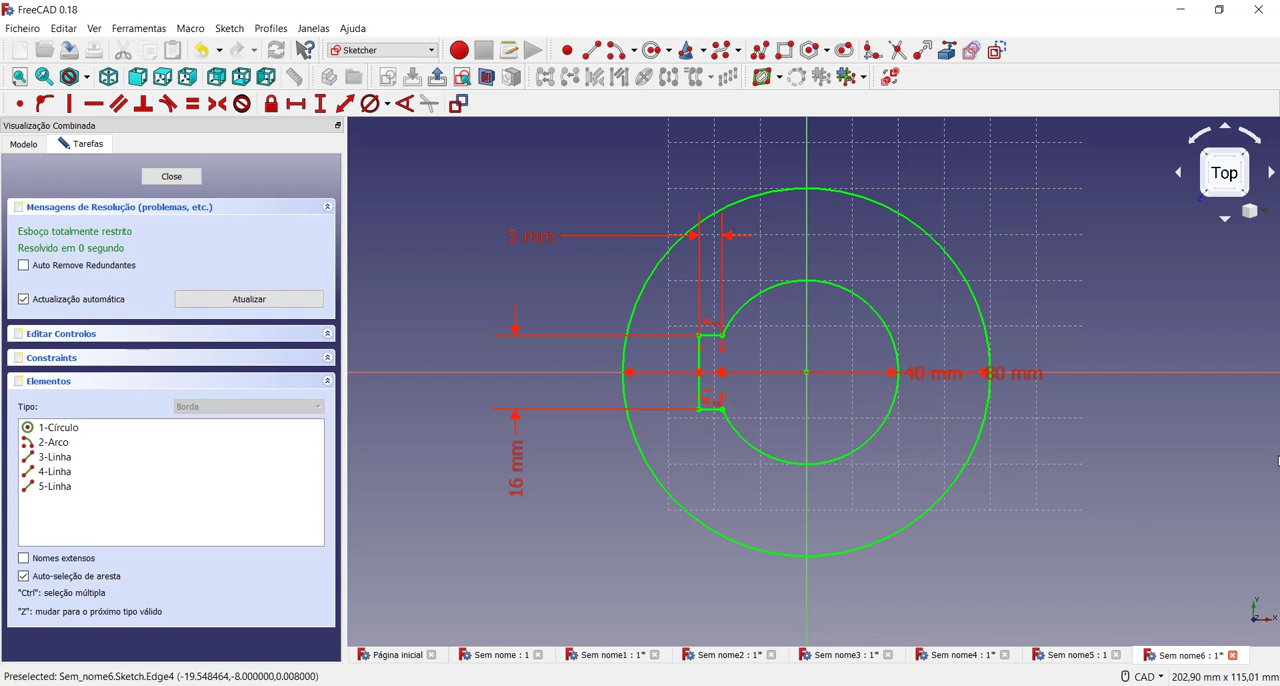 FreeCAD 0.18
Ficheiro Editar Ver Ferramentas Macro Sketch Profiles Janelas Ajuda
Sketcher
Visualização Combinada
Modelo Tarefas
Close
Mensagens de Resolução (problemas, etc.)
Esboço totalmente restrito
Resolvido em 0 segundo
Auto Remove Redundantes
Actualização automática Atualizar
Editar Controlos
Constraints
Elementos
Tipo: Borda
1-Círculo
2-Arco
3-Linha
4-Linha
5-Linha
Nomes extensos
Auto-seleção de aresta
"Ctrl": seleção múltipla
"Z": mudar para o próximo tipo válido
5 mm
16 mm
40 mm
80 mm
Top
Z
Y
Z X
Página inicial Sem nome : 1 Sem nome1 : 1* Sem nome2 : 1* Sem nome3 : 1* Sem nome4 : 1* Sem nome5 : 1 Sem nome6 : 1*
Preselected: Sem_nome6.Sketch.Edge4 (-19.548464,-8.000000,0.008000) CAD 202,90 mm x 115,01 mm